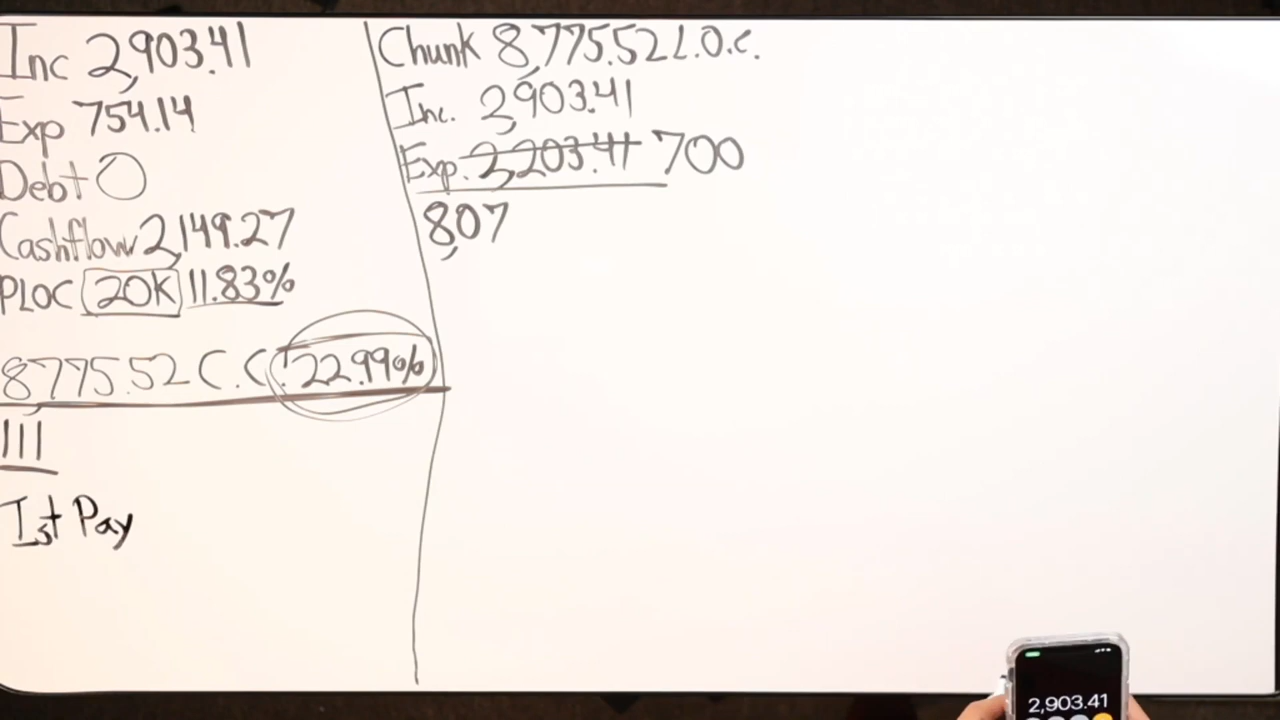 Inc 2,903.41
Exp 754.14
Debt 0
Cashflow 2,149.27
PLOC 20K 11.83%
8775.52 C.C. 22.99%
111
1st Pay
Chunk 8,775.52 L.O.C.
Inc. 2,903.41
Exp. 2,203.41 700
8,07
2,903.41